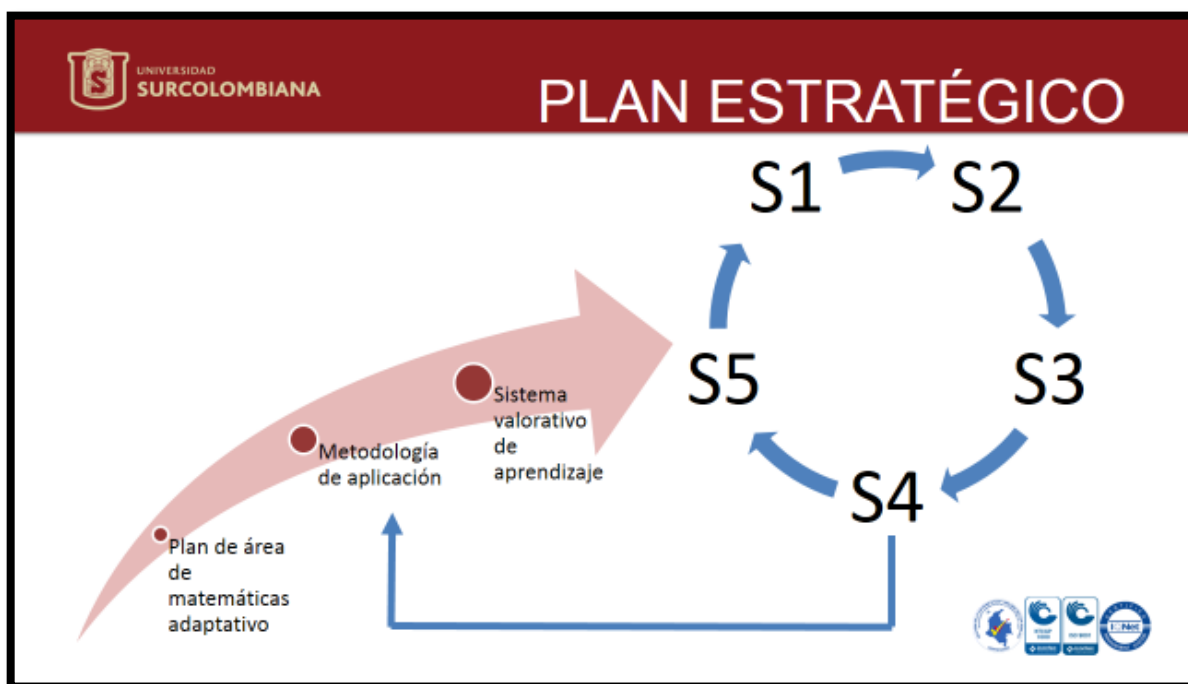 UNIVERSIDAD
SURCOLOMBIANA
PLAN ESTRATÉGICO
S1
S2
S3
S4
S5
Sistema
valorativo
de
aprendizaje
Metodología
de aplicación
Plan de área
de
matemáticas
adaptativo
IQNet